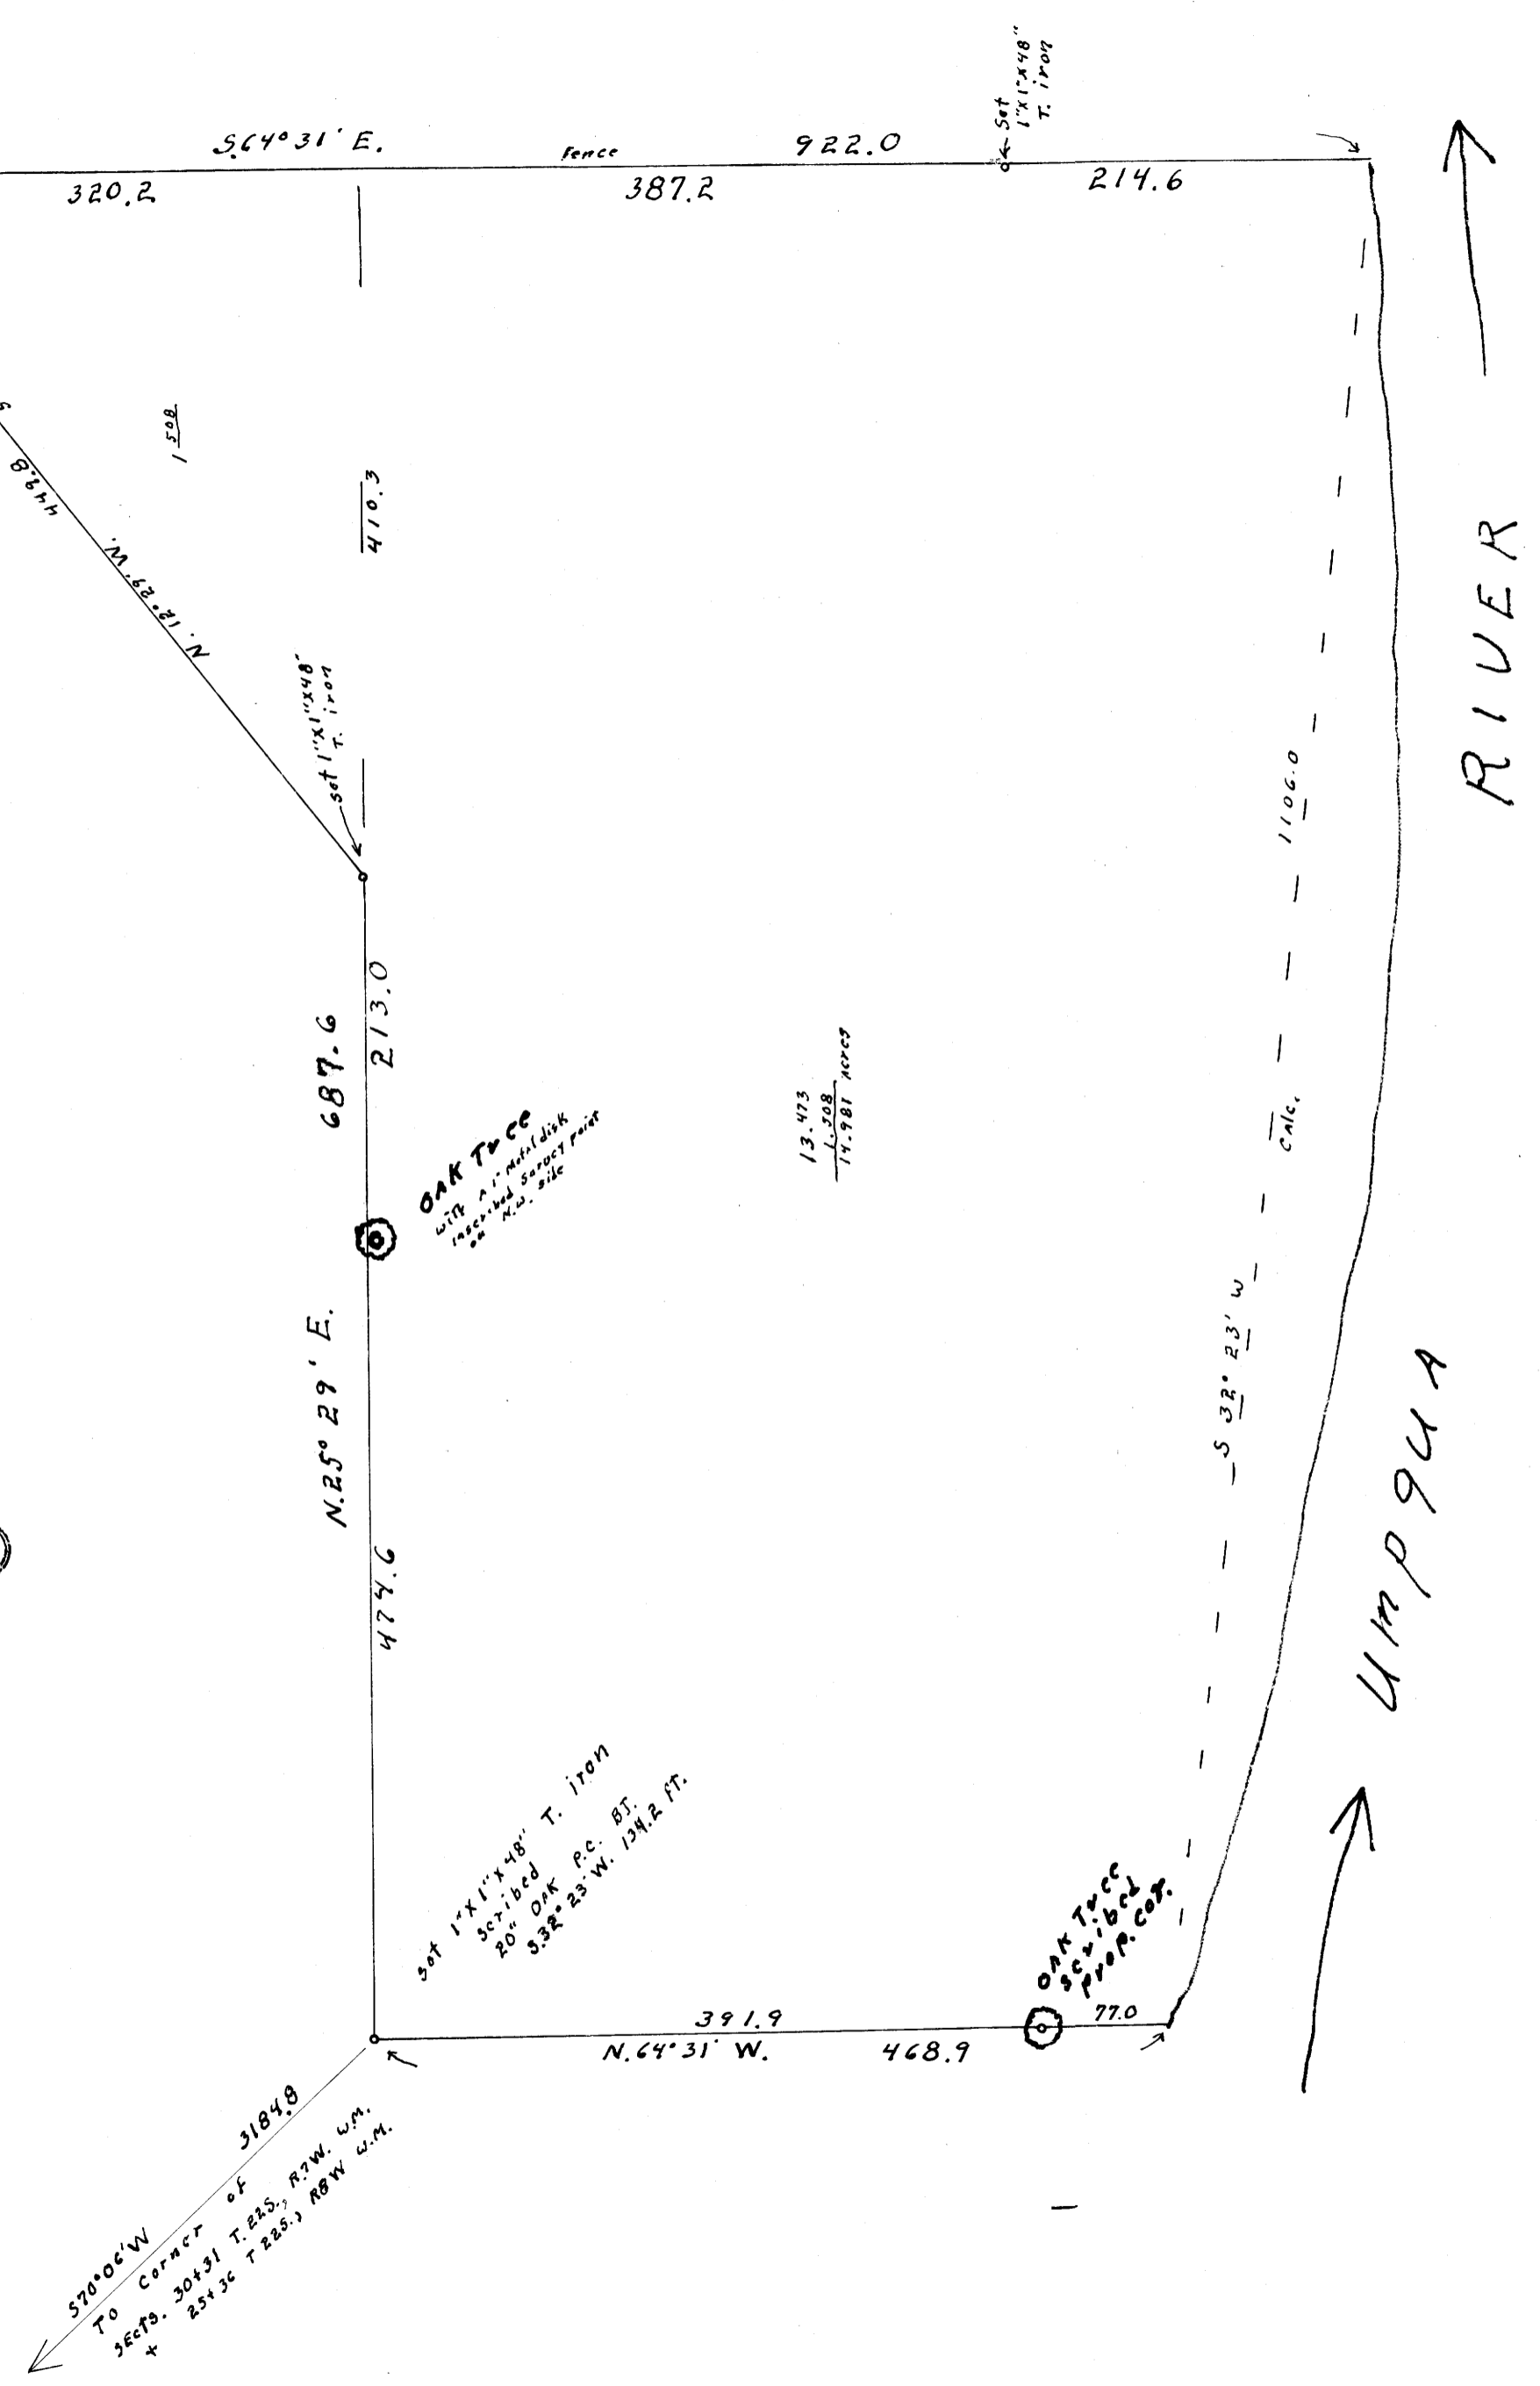 S.64° 31' E.
Fence
922.0
Set
1"x1"x48"
T. iron
320.2
387.2
214.6
1 508
449.8
N. 12° 29' W.
410.3
set 1"x1"x48"
T. iron
687.6
213.0
OAK Tree
with A 1" Metal disk
inscribed survey point
on N.W. side
13.473
1.508
14.981 Acres
1106.0
CAlc.
S 32° 23' W
N.25° 29' E.
474.6
Set 1"x1"x48" T. iron
Scribed
20" OAK P.C. BT.
S.32° 23' W. 134.2 FT.
OAK Tree
scribed
prop. cor.
391.9
77.0
N.64° 31' W.
468.9
3184.8
S70°06'W
To corner of
SECTS. 30+31 T.22S., R.7W. W.M.
+ 25+36 T22S., R8W W.M.
UmpqUA
RIVER